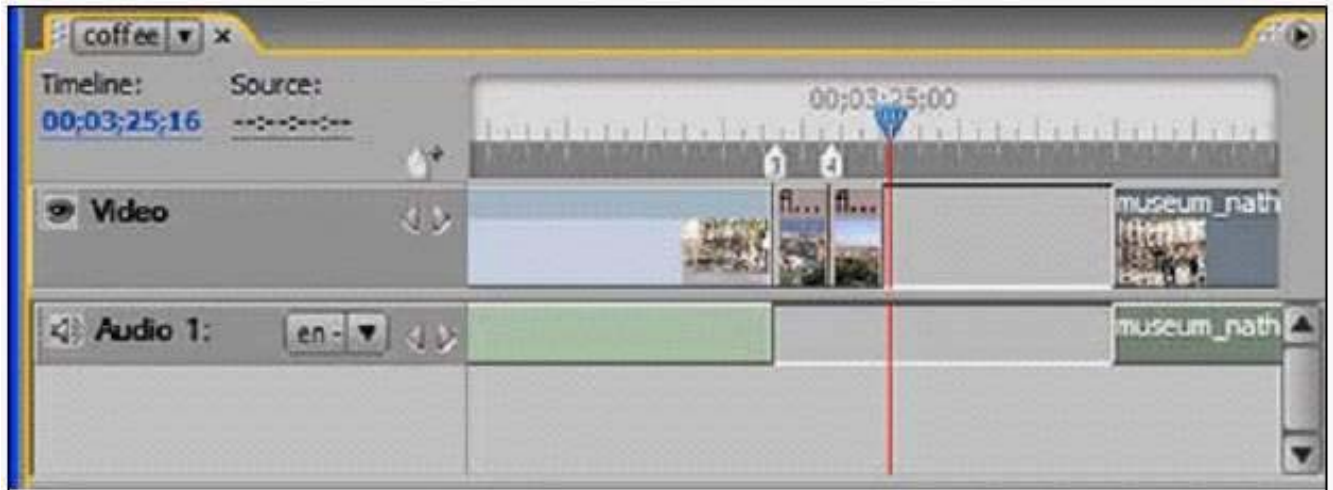 coffee
Timeline: Source:
00;03;25;16 --:--:--:--
00;03;25;00
3 4
Video
fl... fl... museum_nath
Audio 1: en - museum_nath